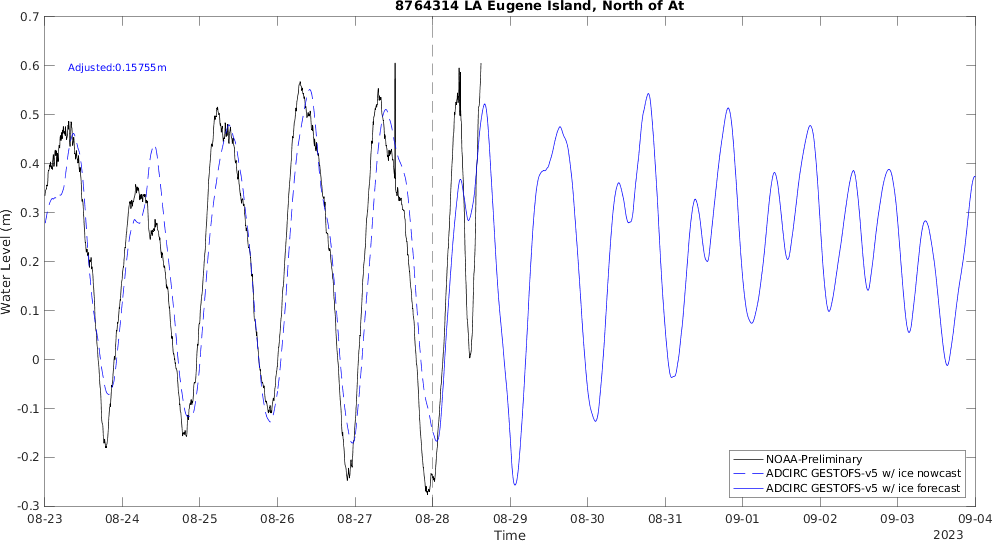 8764314 LA Eugene Island, North of At
Adjusted:0.15755m
Water Level (m)
0.7
0.6
0.5
0.4
0.3
0.2
0.1
0
-0.1
-0.2
-0.3
NOAA-Preliminary
ADCIRC GESTOFS-v5 w/ ice nowcast
ADCIRC GESTOFS-v5 w/ ice forecast
08-23 08-24 08-25 08-26 08-27 08-28 08-29 08-30 08-31 09-01 09-02 09-03 09-04
Time
2023